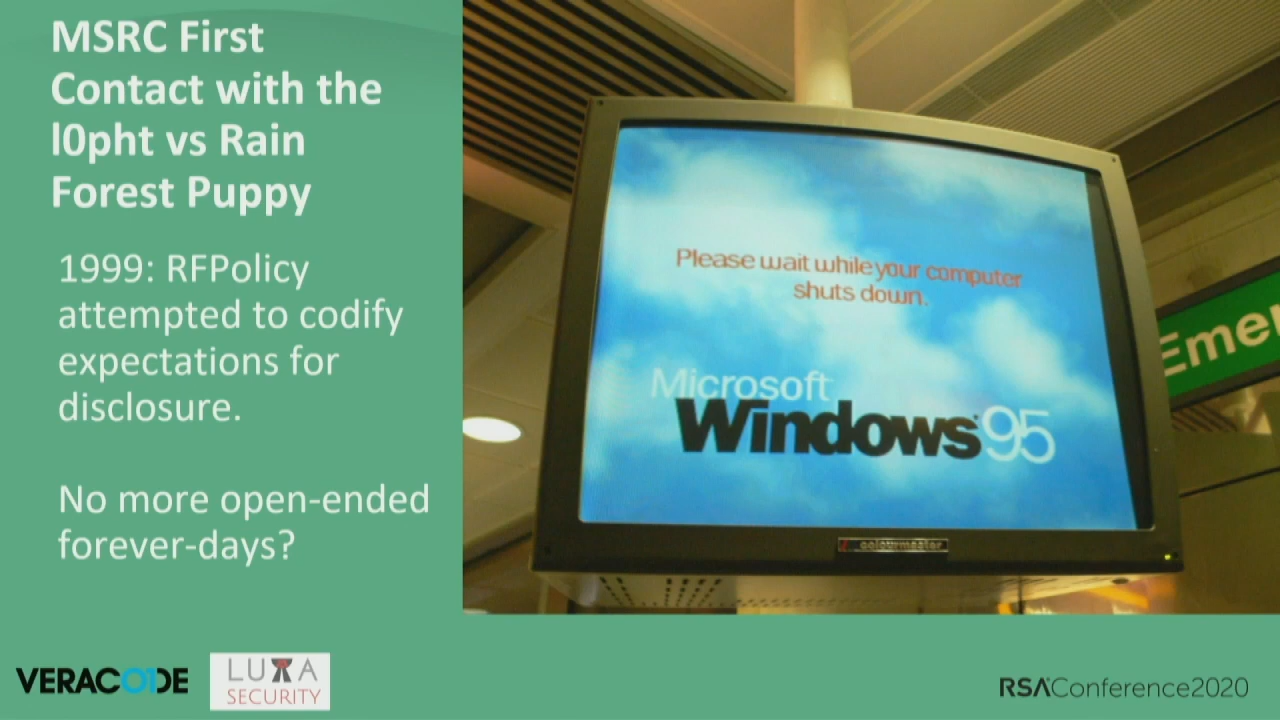 MSRC First
Contact with the
l0pht vs Rain
Forest Puppy
1999: RFPolicy
attempted to codify
expectations for
disclosure.
No more open-ended
forever-days?
Please wait while your computer
shuts down.
Microsoft
Windows 95
colourmaster
Emer
VERACODE
LUTA
SECURITY
RSAConference2020